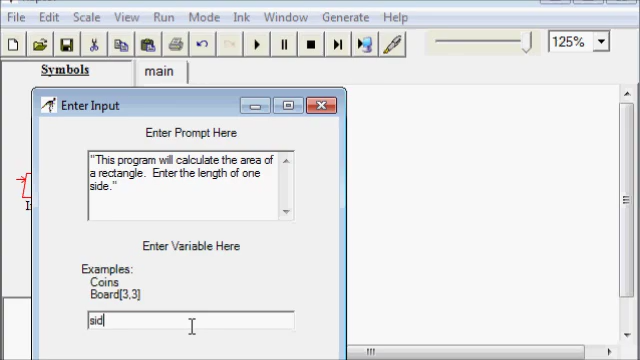 File Edit Scale View Run Mode Ink Window Generate Help
125%
Symbols main
Enter Input
Enter Prompt Here
"This program will calculate the area of
a rectangle.  Enter the length of one
side."
Enter Variable Here
Examples:
Coins
Board[3,3]
sid